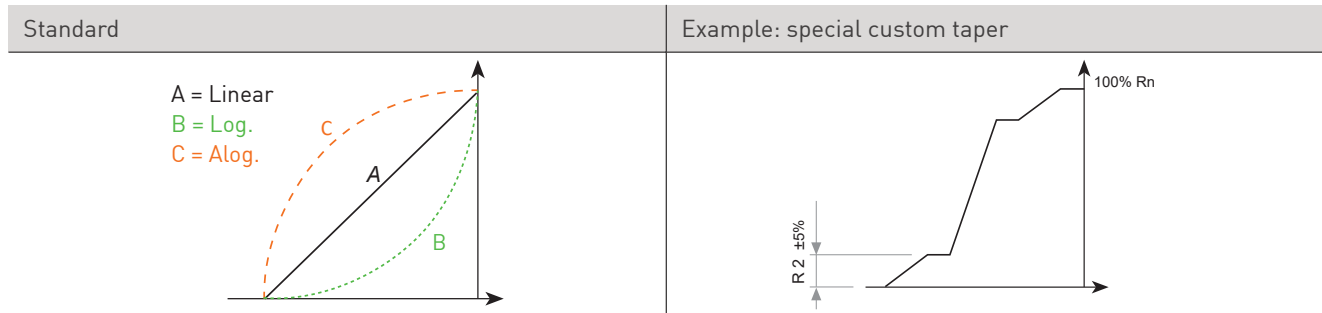 Standard
Example: special custom taper
A = Linear
B = Log.
C = Alog.
C
A
B
100% Rn
R 2 ±5%